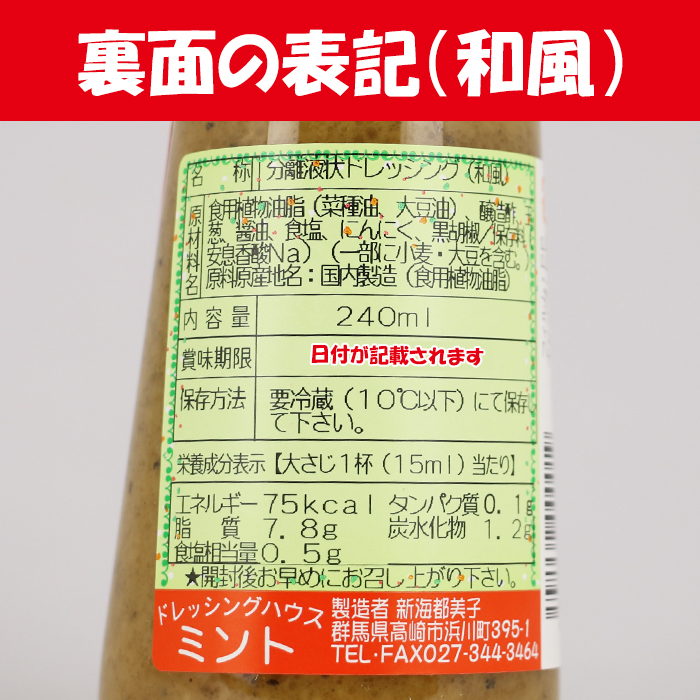 裏面の表記（和風）
名称 分離液状ドレッシング（和風）
原材料名 食用植物油脂（菜種油、大豆油）、醸造酢、玉
葱、醤油、食塩、にんにく、黒胡椒／保存料（
安息香酸Na）（一部に小麦・大豆を含む。）
原料原産地名：国内製造（食用植物油脂）
内容量 240ml
賞味期限 日付が記載されます
保存方法 要冷蔵（10℃以下）にて保存し
て下さい。
栄養成分表示【大さじ1杯（15ml）当たり】
エネルギー 75kcal タンパク質 0.1g
脂質 7.8g 炭水化物 1.2g
食塩相当量 0.5g
★開封後お早めにお召し上がり下さい。
ドレッシングハウス
ミント
製造者 新海都美子
群馬県高崎市浜川町395-1
TEL・FAX027-344-3464